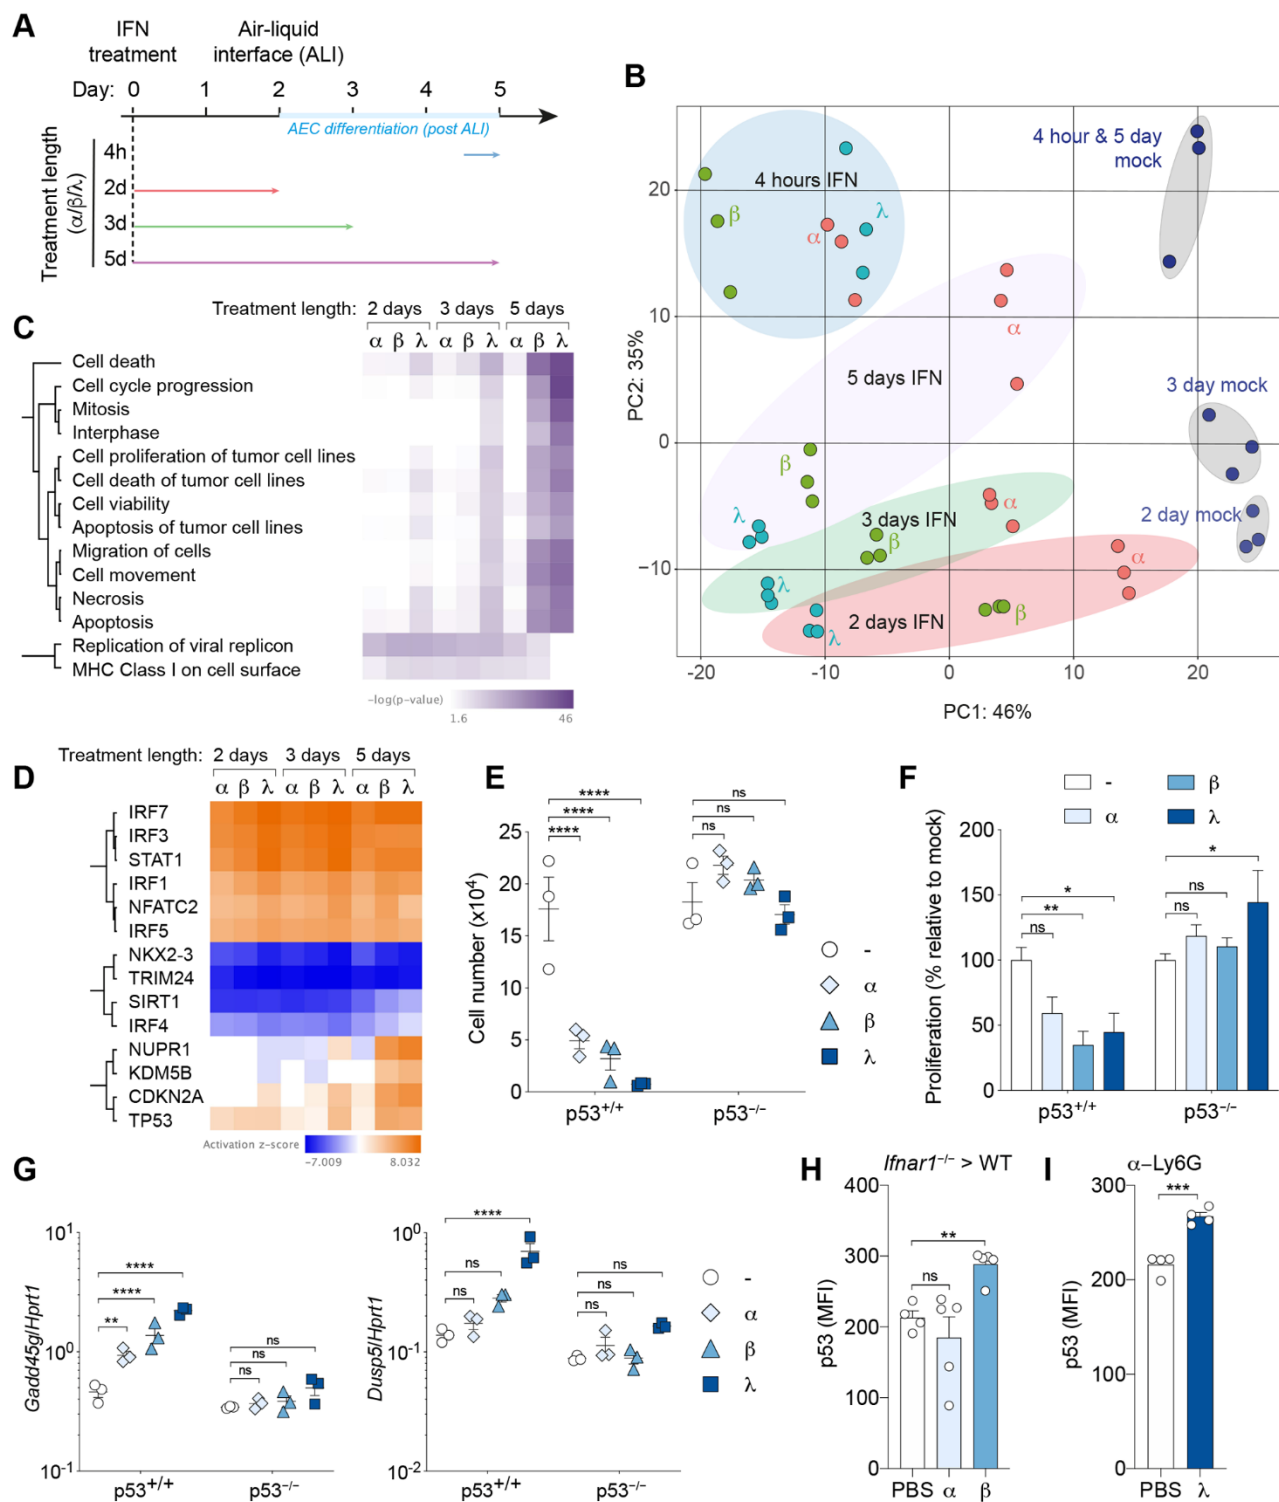 A
IFN
treatment
Air-liquid
interface (ALI)
Day: 0 1 2 3 4 5
AEC differentiation (post ALI)
Treatment length
(α/β/λ)
4h
2d
3d
5d
B
4 hours IFN
β
α
λ
4 hour & 5 day
mock
5 days IFN
α
β
λ
3 day mock
3 days IFN
α
β
λ
2 day mock
2 days IFN
α
β
λ
20
10
0
−10
PC2: 35%
-20 -10 0 10 20
PC1: 46%
C
Treatment length: 2 days 3 days 5 days
α β λ α β λ α β λ
Cell death
Cell cycle progression
Mitosis
Interphase
Cell proliferation of tumor cell lines
Cell death of tumor cell lines
Cell viability
Apoptosis of tumor cell lines
Migration of cells
Cell movement
Necrosis
Apoptosis
Replication of viral replicon
MHC Class I on cell surface
-log(p-value)
1.6 46
D
Treatment length: 2 days 3 days 5 days
α β λ α β λ α β λ
IRF7
IRF3
STAT1
IRF1
NFATC2
IRF5
NKX2-3
TRIM24
SIRT1
IRF4
NUPR1
KDM5B
CDKN2A
TP53
Activation z-score
-7.009 8.032
E
Cell number (x10⁴)
25
20
15
10
5
0
****
****
****
ns
ns
ns
p53+/+ p53−/−
-
α
β
λ
F
- β
α λ
Proliferation (% relative to mock)
200
150
100
50
0
*
**
ns
*
ns
ns
p53+/+ p53−/−
G
Gadd45g/Hprt1
10¹
10⁰
10-1
****
****
**
ns
ns
ns
p53+/+ p53−/−
Dusp5/Hprt1
10⁰
10-1
10-2
****
ns
ns
ns
ns
ns
p53+/+ p53−/−
-
α
β
λ
H
Ifnar1−/− > WT
p53 (MFI)
400
300
200
100
0
**
ns
PBS α β
I
α−Ly6G
p53 (MFI)
300
200
100
0
***
PBS λ